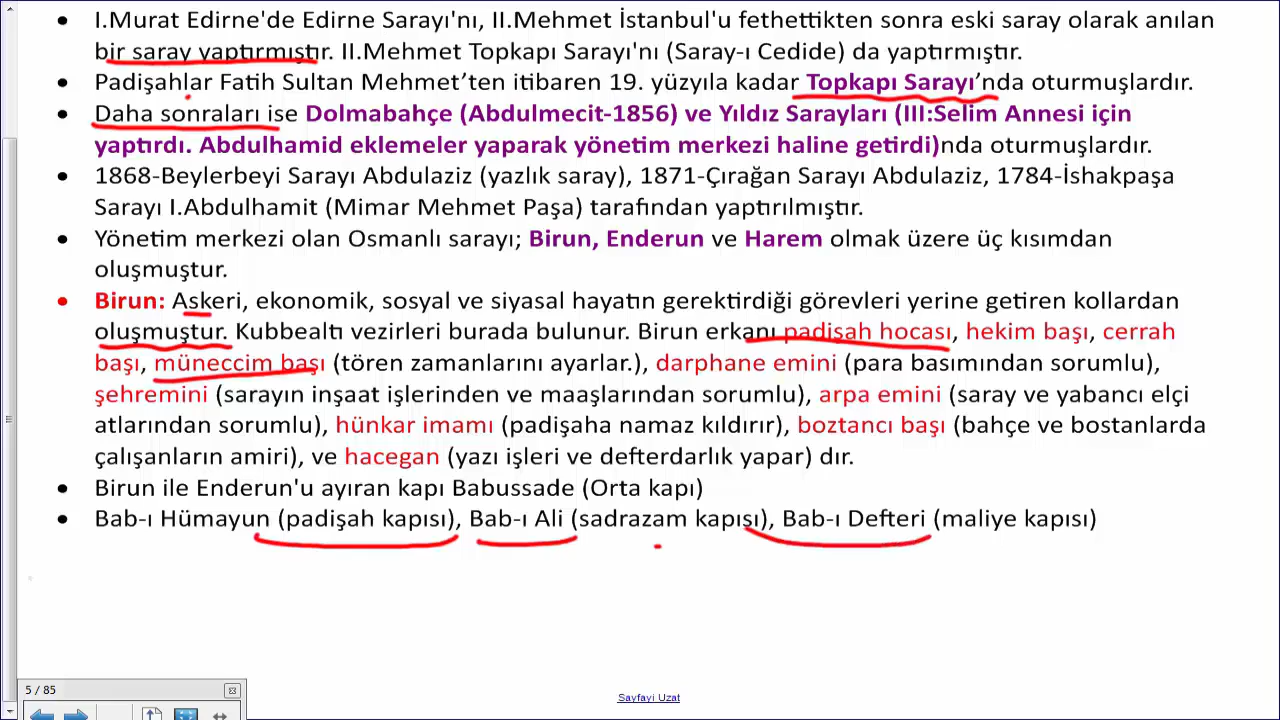 • I.Murat Edirne'de Edirne Sarayı'nı, II.Mehmet İstanbul'u fethettikten sonra eski saray olarak anılan
bir saray yaptırmıştır. II.Mehmet Topkapı Sarayı'nı (Saray-ı Cedide) da yaptırmıştır.
• Padişahlar Fatih Sultan Mehmet’ten itibaren 19. yüzyıla kadar Topkapı Sarayı’nda oturmuşlardır.
• Daha sonraları ise Dolmabahçe (Abdulmecit-1856) ve Yıldız Sarayları (III:Selim Annesi için
yaptırdı. Abdulhamid eklemeler yaparak yönetim merkezi haline getirdi)nda oturmuşlardır.
• 1868-Beylerbeyi Sarayı Abdulaziz (yazlık saray), 1871-Çırağan Sarayı Abdulaziz, 1784-İshakpaşa
Sarayı I.Abdulhamit (Mimar Mehmet Paşa) tarafından yaptırılmıştır.
• Yönetim merkezi olan Osmanlı sarayı; Birun, Enderun ve Harem olmak üzere üç kısımdan
oluşmuştur.
• Birun: Askeri, ekonomik, sosyal ve siyasal hayatın gerektirdiği görevleri yerine getiren kollardan
oluşmuştur. Kubbealtı vezirleri burada bulunur. Birun erkanı padişah hocası, hekim başı, cerrah
başı, müneccim başı (tören zamanlarını ayarlar.), darphane emini (para basımından sorumlu),
şehremini (sarayın inşaat işlerinden ve maaşlarından sorumlu), arpa emini (saray ve yabancı elçi
atlarından sorumlu), hünkar imamı (padişaha namaz kıldırır), boztancı başı (bahçe ve bostanlarda
çalışanların amiri), ve hacegan (yazı işleri ve defterdarlık yapar) dır.
• Birun ile Enderun'u ayıran kapı Babussade (Orta kapı)
• Bab-ı Hümayun (padişah kapısı), Bab-ı Ali (sadrazam kapısı), Bab-ı Defteri (maliye kapısı)
5 / 85
Sayfayi Uzat